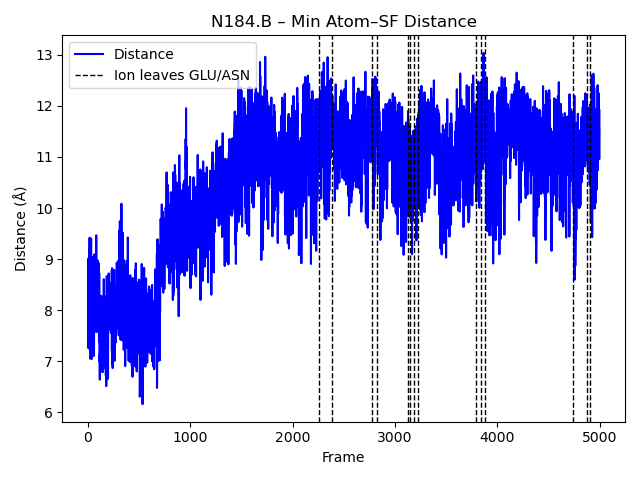 N184.B – Min Atom–SF Distance
Distance
Ion leaves GLU/ASN
Distance (Å)
13
12
11
10
9
8
7
6
0 1000 2000 3000 4000 5000
Frame